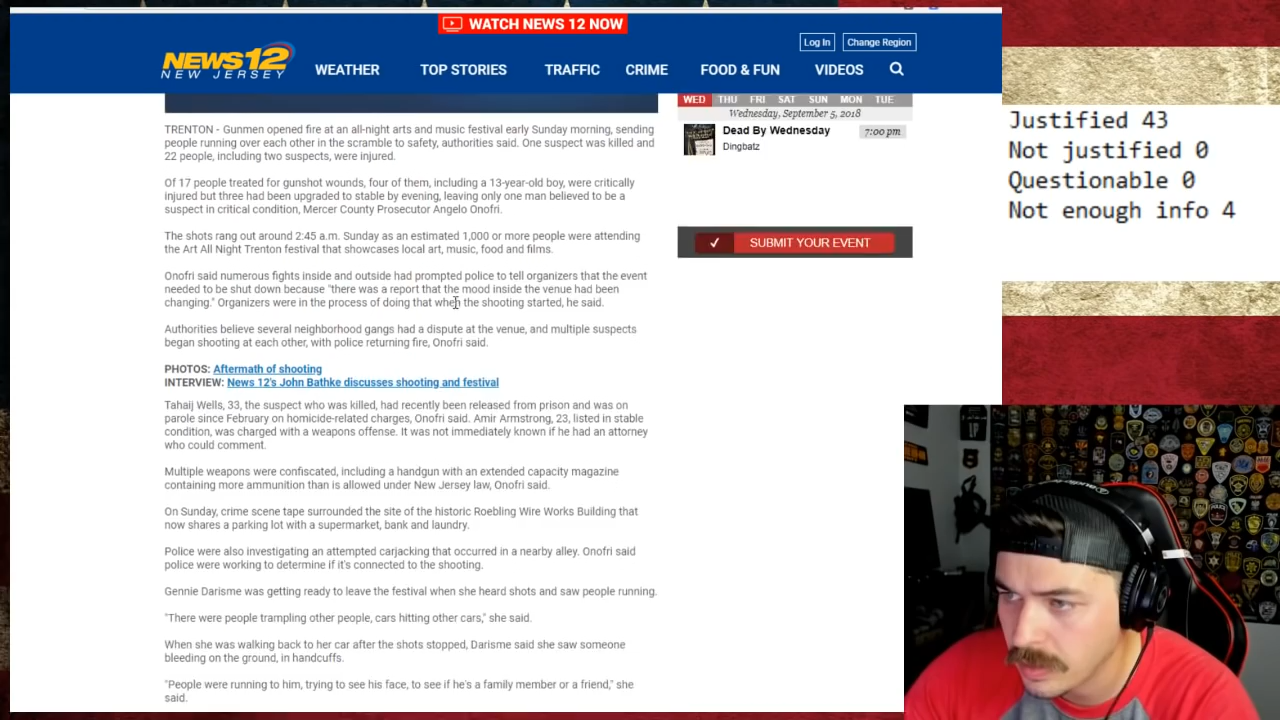 WATCH NEWS 12 NOW
Log In
Change Region
NEWS 12
NEW JERSEY
WEATHER
TOP STORIES
TRAFFIC
CRIME
FOOD & FUN
VIDEOS
WED THU FRI SAT SUN MON TUE
Wednesday, September 5, 2018
Dead By Wednesday
7:00 pm
Dingbatz
SUBMIT YOUR EVENT
TRENTON - Gunmen opened fire at an all-night arts and music festival early Sunday morning, sending
people running over each other in the scramble to safety, authorities said. One suspect was killed and
22 people, including two suspects, were injured.
Of 17 people treated for gunshot wounds, four of them, including a 13-year-old boy, were critically
injured but three had been upgraded to stable by evening, leaving only one man believed to be a
suspect in critical condition, Mercer County Prosecutor Angelo Onofri.
The shots rang out around 2:45 a.m. Sunday as an estimated 1,000 or more people were attending
the Art All Night Trenton festival that showcases local art, music, food and films.
Onofri said numerous fights inside and outside had prompted police to tell organizers that the event
needed to be shut down because "there was a report that the mood inside the venue had been
changing." Organizers were in the process of doing that when the shooting started, he said.
Authorities believe several neighborhood gangs had a dispute at the venue, and multiple suspects
began shooting at each other, with police returning fire, Onofri said.
PHOTOS: Aftermath of shooting
INTERVIEW: News 12's John Bathke discusses shooting and festival
Tahaij Wells, 33, the suspect who was killed, had recently been released from prison and was on
parole since February on homicide-related charges, Onofri said. Amir Armstrong, 23, listed in stable
condition, was charged with a weapons offense. It was not immediately known if he had an attorney
who could comment.
Multiple weapons were confiscated, including a handgun with an extended capacity magazine
containing more ammunition than is allowed under New Jersey law, Onofri said.
On Sunday, crime scene tape surrounded the site of the historic Roebling Wire Works Building that
now shares a parking lot with a supermarket, bank and laundry.
Police were also investigating an attempted carjacking that occurred in a nearby alley. Onofri said
police were working to determine if it's connected to the shooting.
Gennie Darisme was getting ready to leave the festival when she heard shots and saw people running.
"There were people trampling other people, cars hitting other cars," she said.
When she was walking back to her car after the shots stopped, Darisme said she saw someone
bleeding on the ground, in handcuffs.
"People were running to him, trying to see his face, to see if he's a family member or a friend," she
said.
Justified 43
Not justified 0
Questionable 0
Not enough info 4